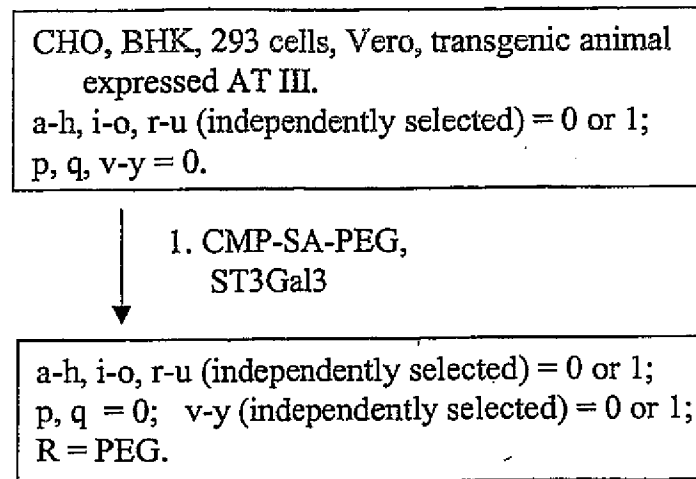 CHO, BHK, 293 cells, Vero, transgenic animal
expressed AT III.
a-h, i-o, r-u (independently selected) = 0 or 1;
p, q, v-y = 0.
1. CMP-SA-PEG,
ST3Gal3
a-h, i-o, r-u (independently selected) = 0 or 1;
p, q = 0; v-y (independently selected) = 0 or 1;
R = PEG.